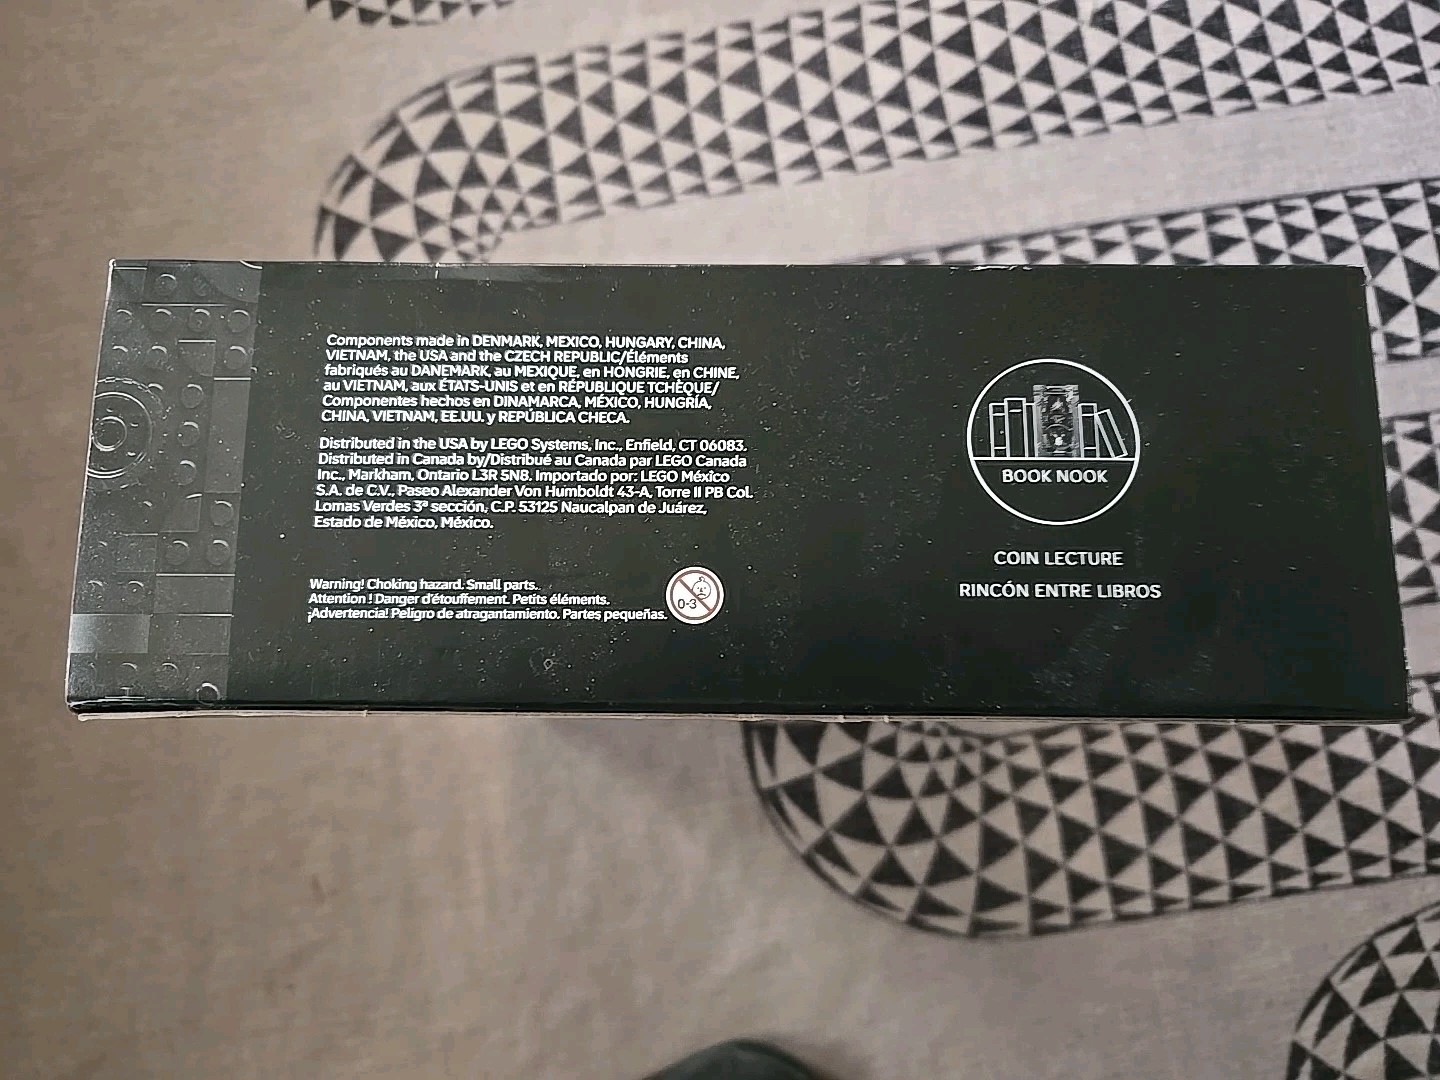 Components made in DENMARK, MEXICO, HUNGARY, CHINA,
VIETNAM, the USA and the CZECH REPUBLIC/Éléments
fabriqués au DANEMARK, au MEXIQUE, en HONGRIE, en CHINE,
au VIETNAM, aux ÉTATS-UNIS et en RÉPUBLIQUE TCHÈQUE/
Componentes hechos en DINAMARCA, MÉXICO, HUNGRÍA,
CHINA, VIETNAM, EE.UU. y REPÚBLICA CHECA.
Distributed in the USA by LEGO Systems, Inc., Enfield, CT 06083.
Distributed in Canada by/Distribué au Canada par LEGO Canada
Inc., Markham, Ontario L3R 5N8. Importado por: LEGO México
S.A. de C.V., Paseo Alexander Von Humboldt 43-A, Torre II PB Col.
Lomas Verdes 3ª sección, C.P. 53125 Naucalpan de Juárez,
Estado de México, México.
Warning! Choking hazard. Small parts.
Attention ! Danger d'étouffement. Petits éléments.
¡Advertencia! Peligro de atragantamiento. Partes pequeñas.
0-3
BOOK NOOK
COIN LECTURE
RINCÓN ENTRE LIBROS